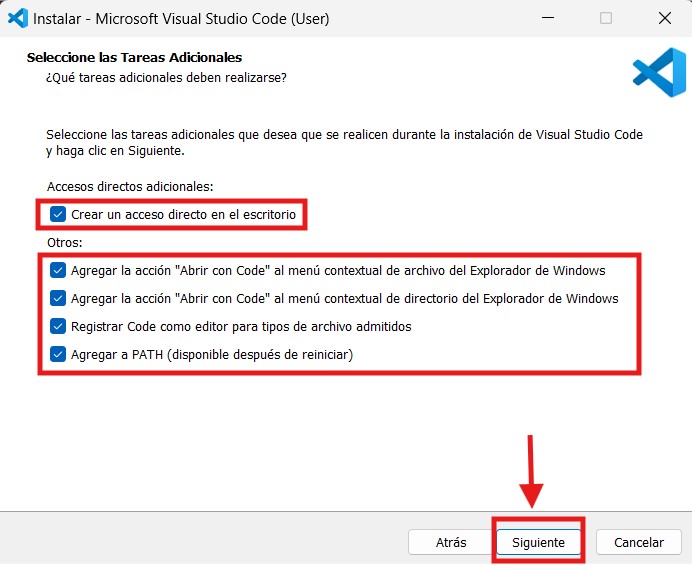 Instalar - Microsoft Visual Studio Code (User)
Seleccione las Tareas Adicionales
¿Qué tareas adicionales deben realizarse?
Seleccione las tareas adicionales que desea que se realicen durante la instalación de Visual Studio Code
y haga clic en Siguiente.
Accesos directos adicionales:
Crear un acceso directo en el escritorio
Otros:
Agregar la acción "Abrir con Code" al menú contextual de archivo del Explorador de Windows
Agregar la acción "Abrir con Code" al menú contextual de directorio del Explorador de Windows
Registrar Code como editor para tipos de archivo admitidos
Agregar a PATH (disponible después de reiniciar)
Atrás
Siguiente
Cancelar